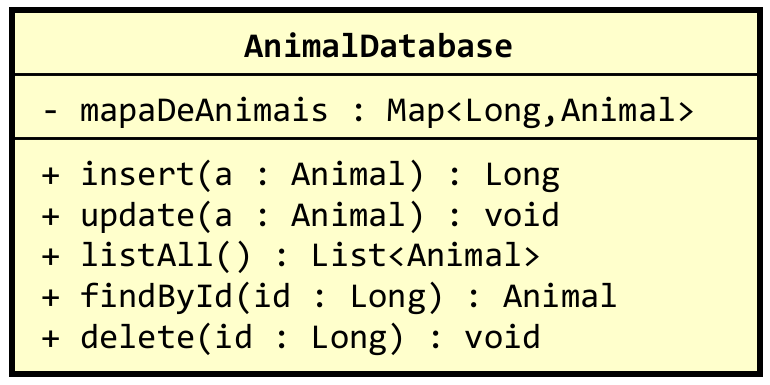 AnimalDatabase
- mapaDeAnimais : Map<Long,Animal>
+ insert(a : Animal) : Long
+ update(a : Animal) : void
+ listAll() : List<Animal>
+ findById(id : Long) : Animal
+ delete(id : Long) : void